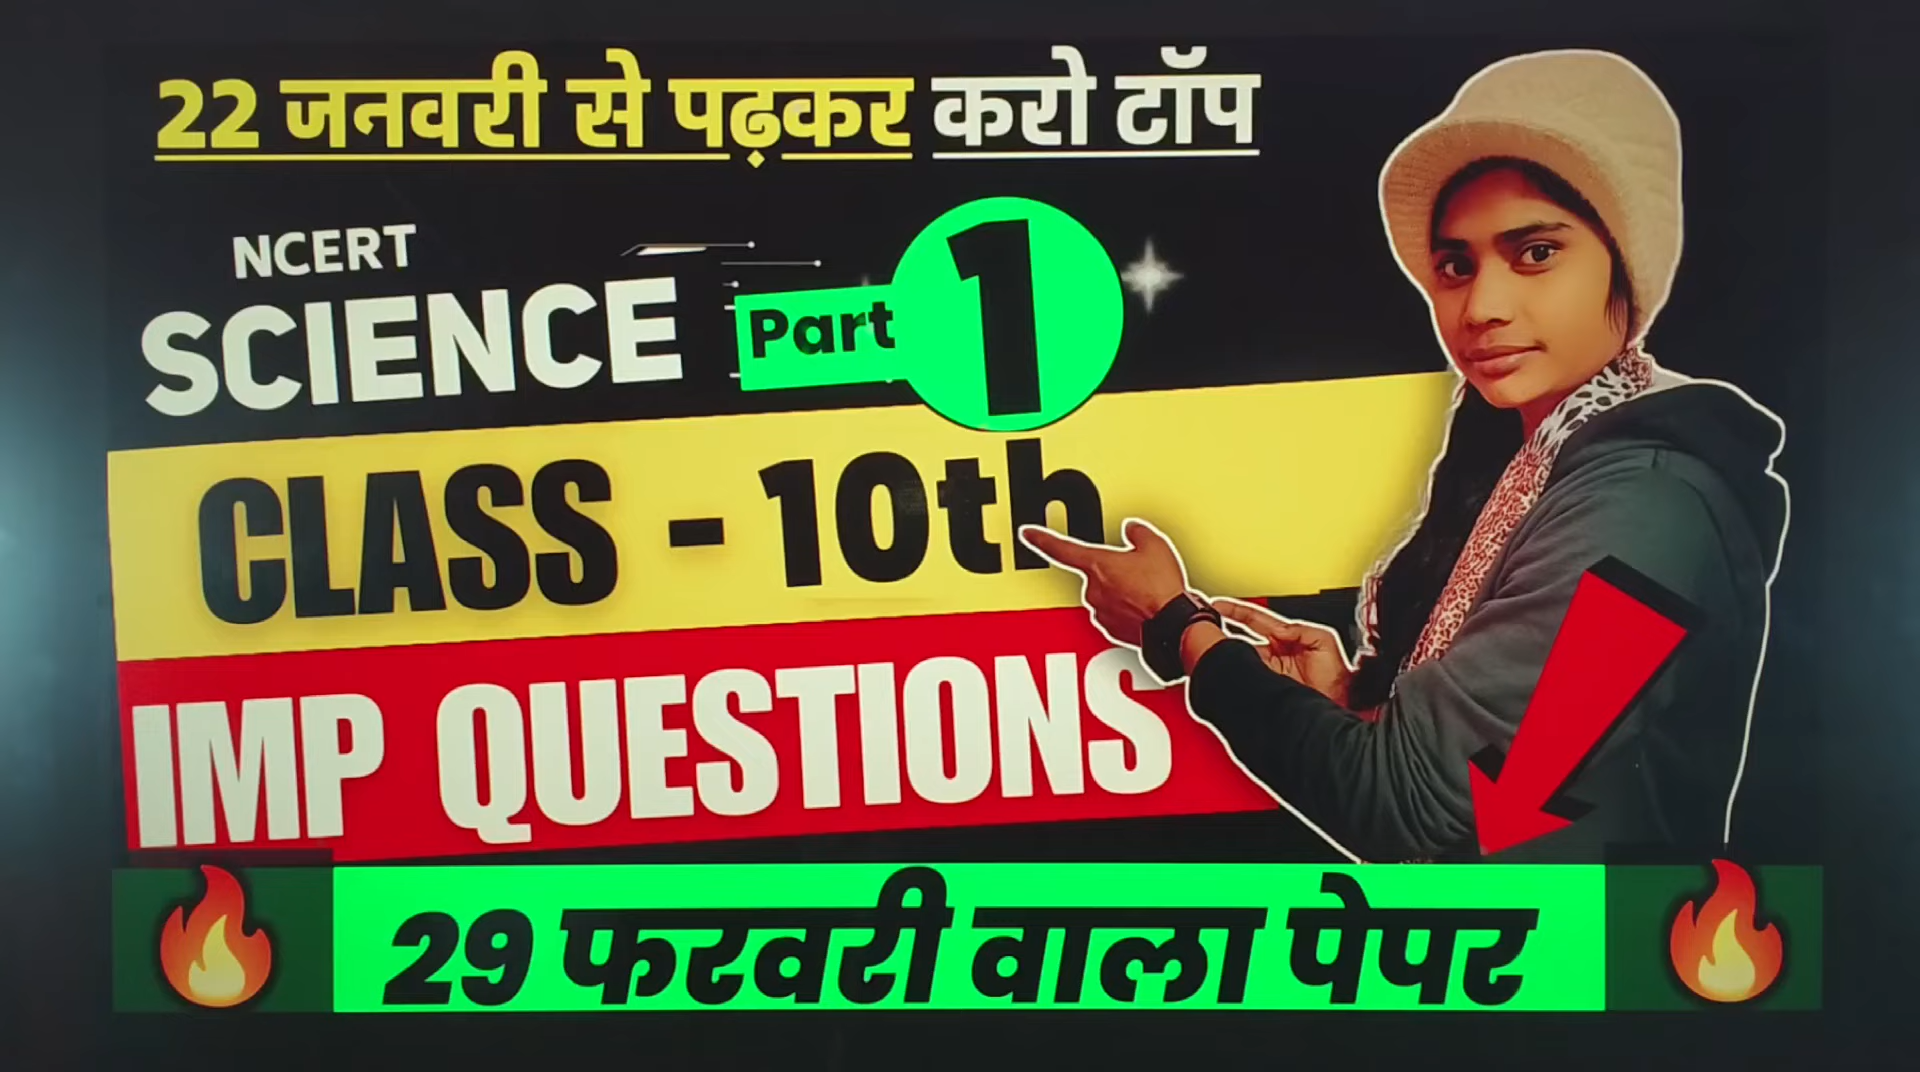 22 जनवरी से पढ़कर करो टॉप
NCERT
SCIENCE Part 1
CLASS - 10th
IMP QUESTIONS
29 फरवरी वाला पेपर